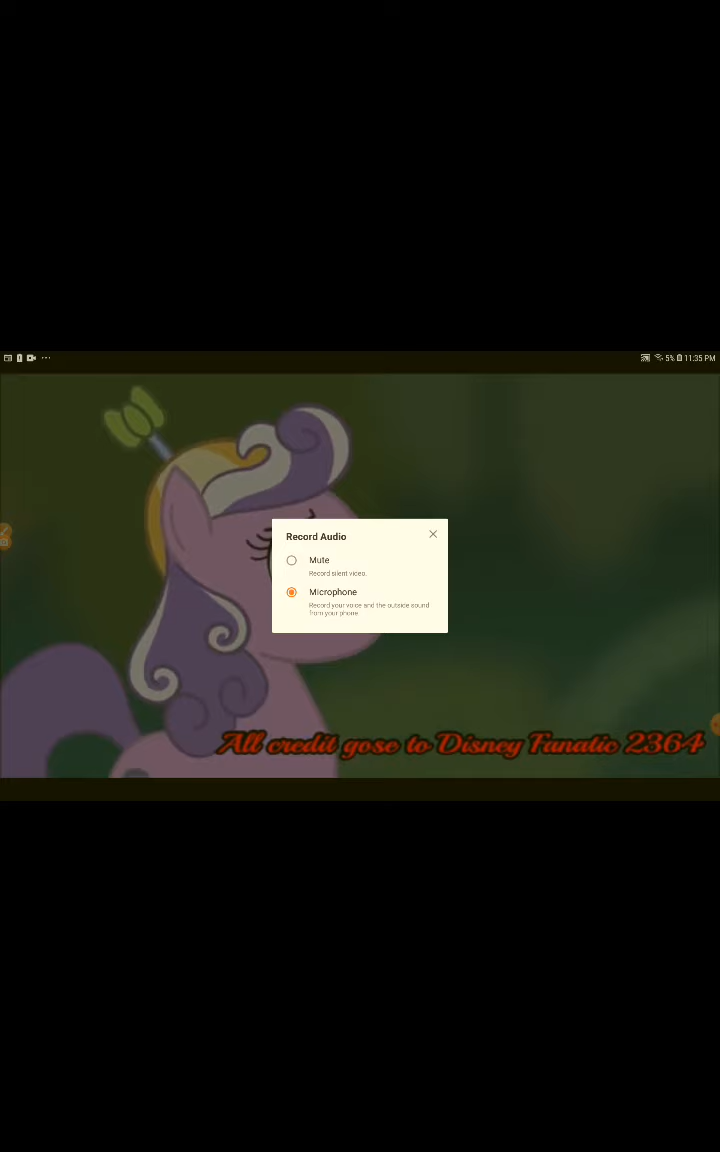 5% 11:35 PM
Record Audio
Mute
Record silent video.
Microphone
Record your voice and the outside sound
from your phone
All credit gose to Disney Fanatic 2364